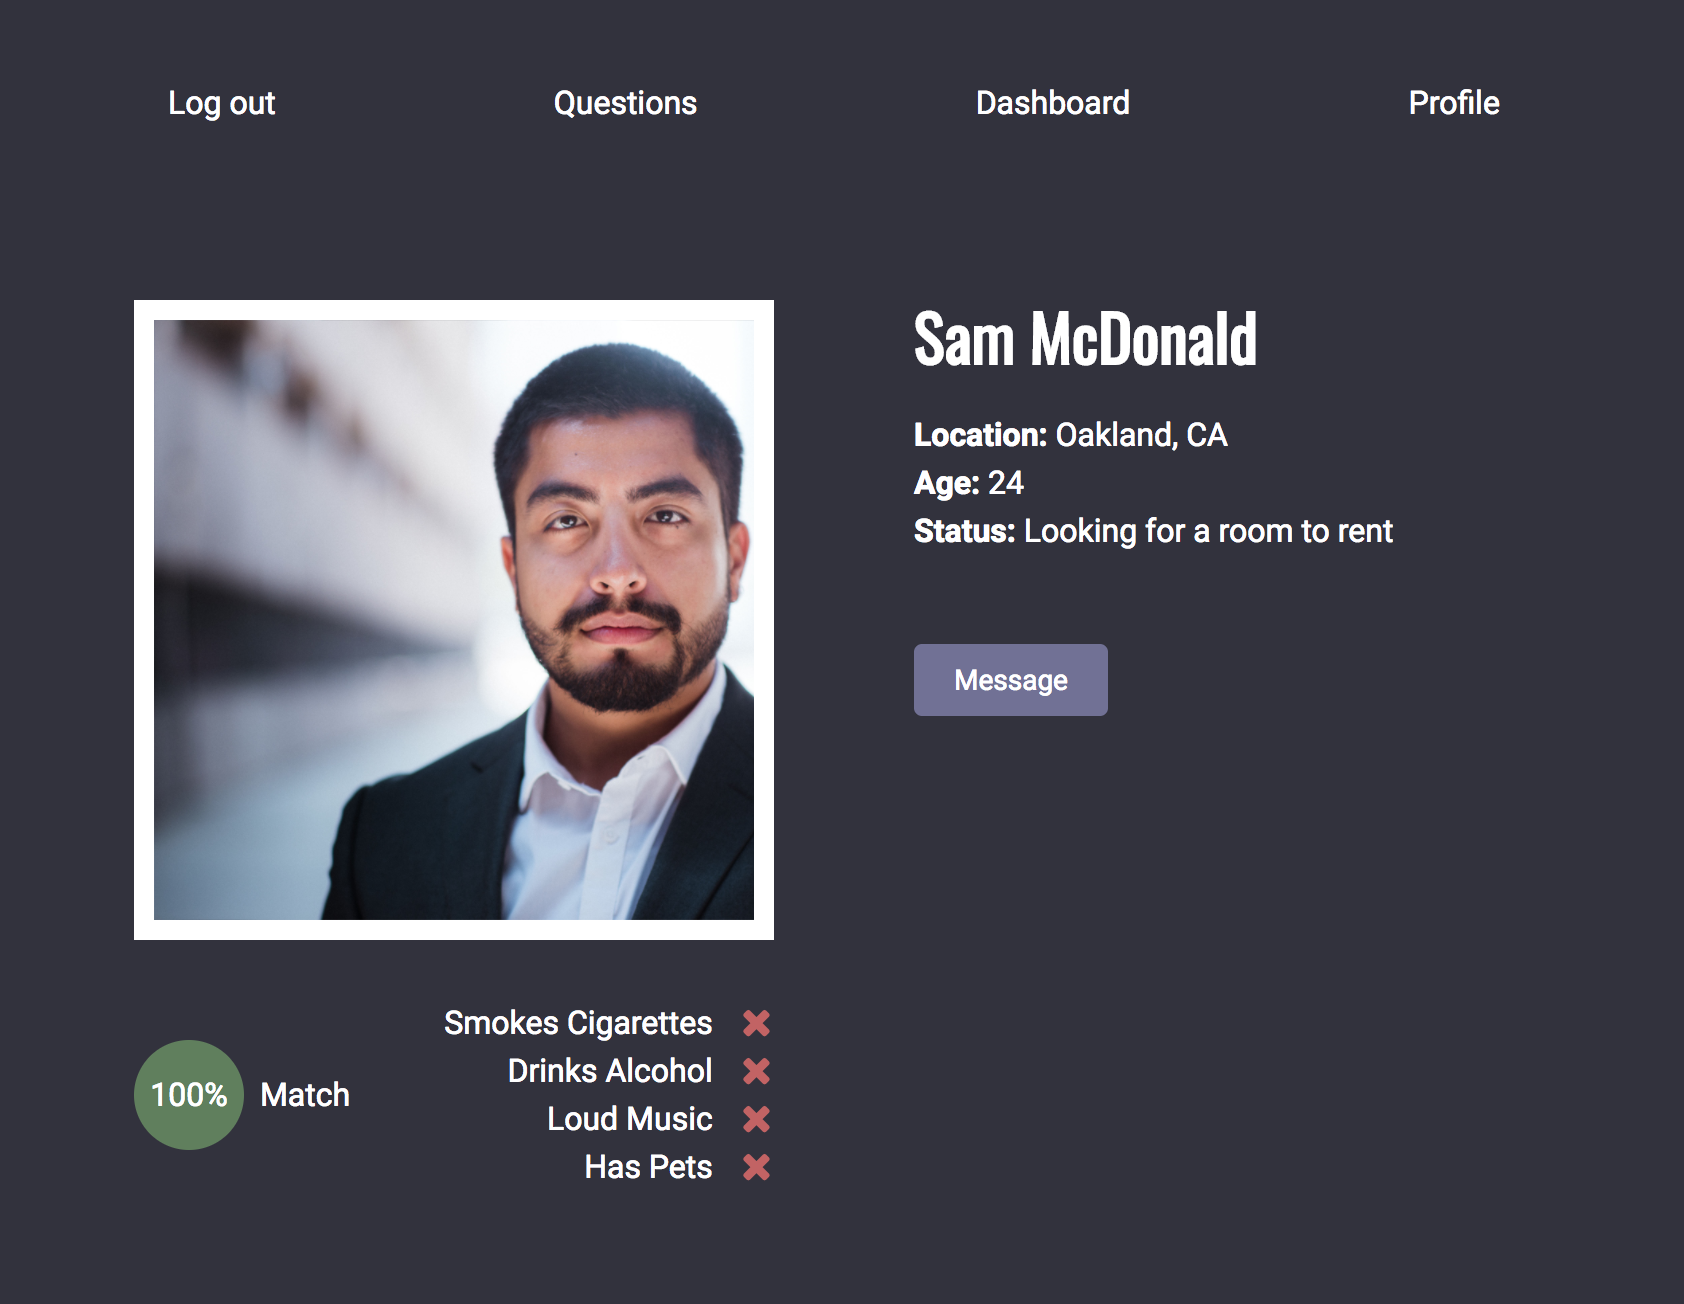 Log out Questions Dashboard Profile
Sam McDonald
Location: Oakland, CA
Age: 24
Status: Looking for a room to rent
Message
100% Match
Smokes Cigarettes
Drinks Alcohol
Loud Music
Has Pets